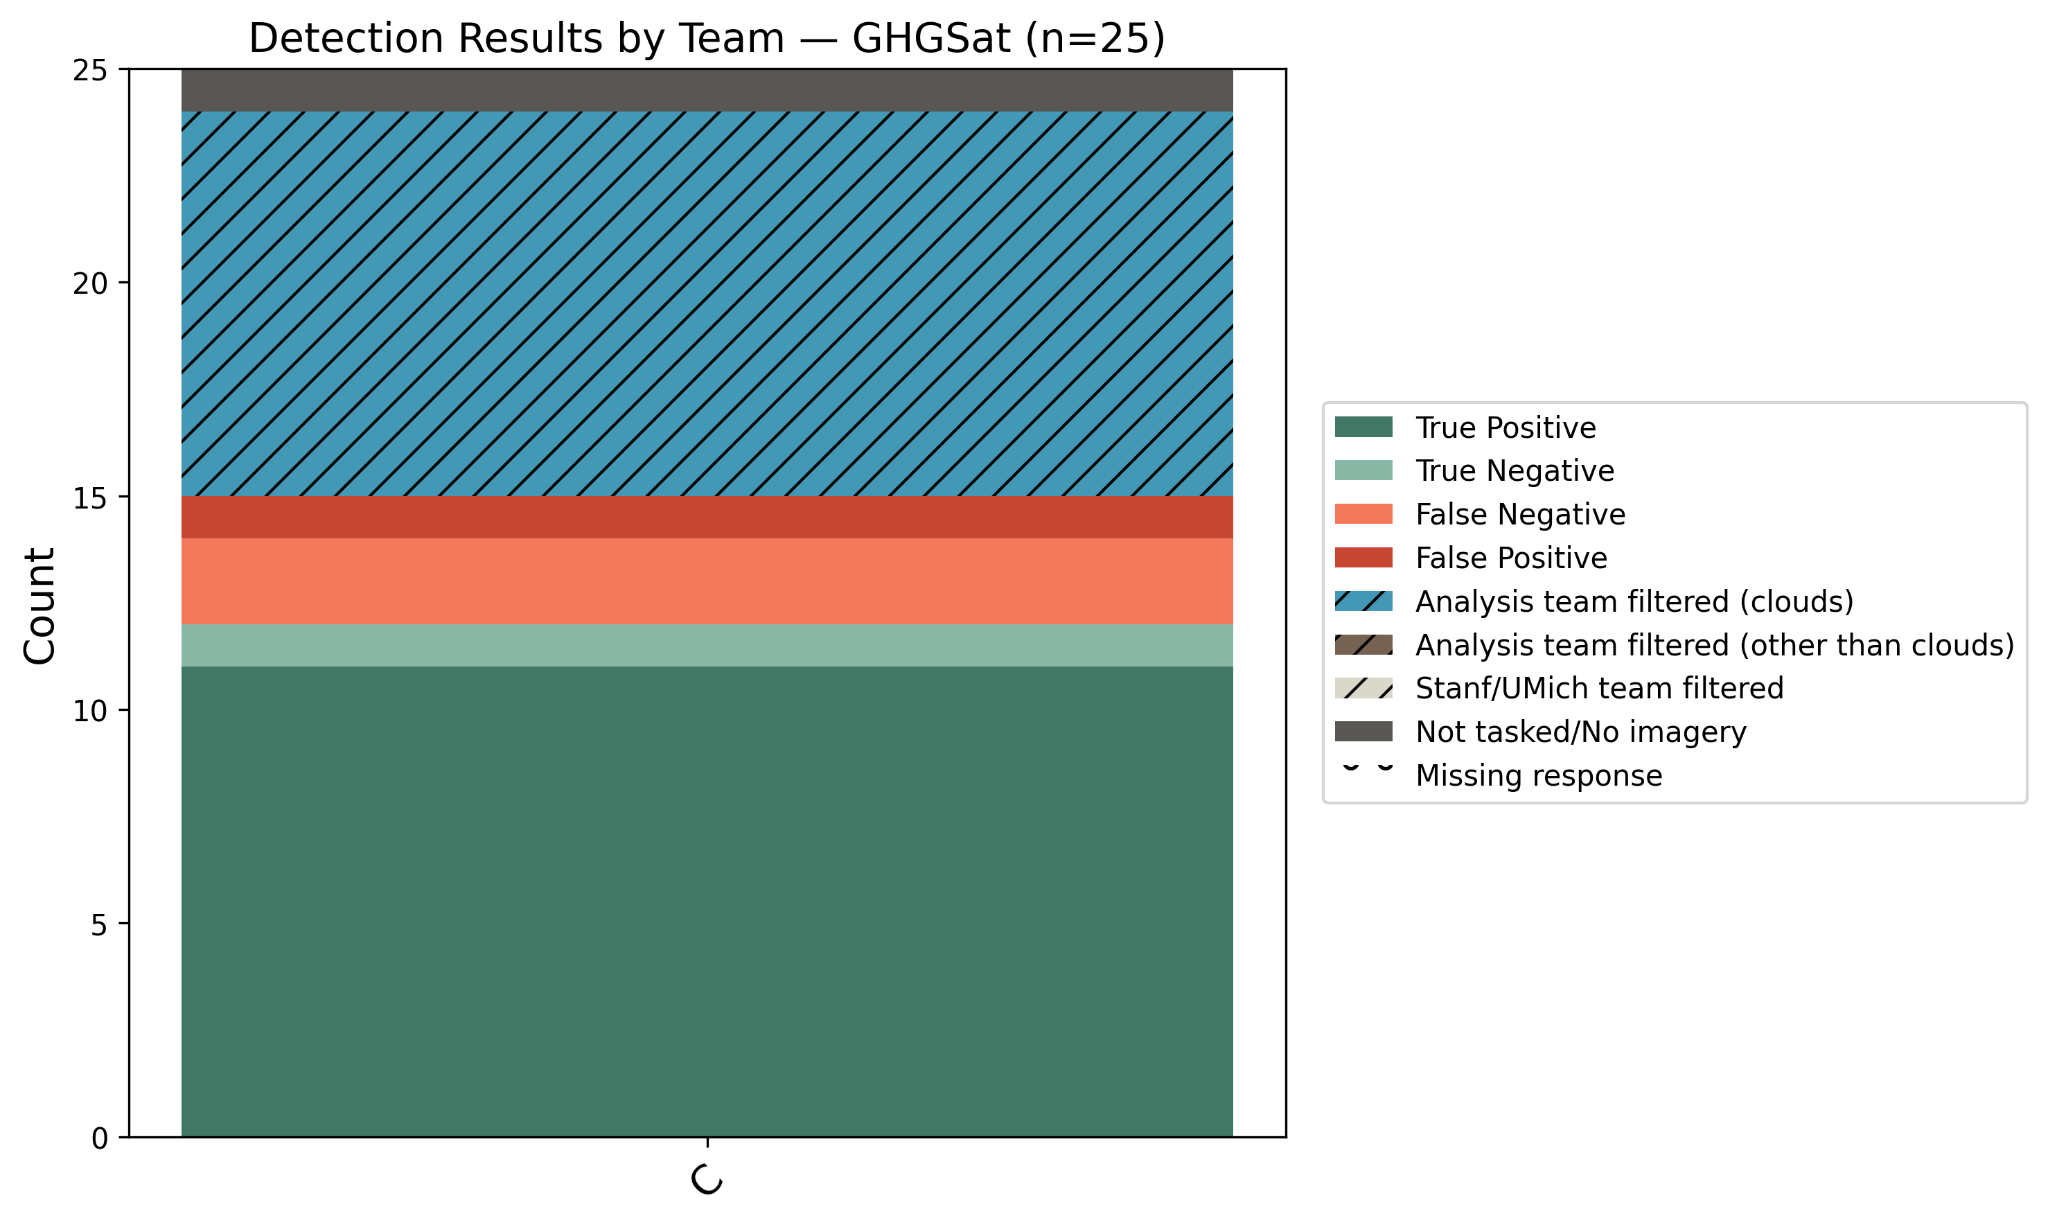 Detection Results by Team — GHGSat (n=25)
25
20
15
10
5
0
Count
C
True Positive
True Negative
False Negative
False Positive
Analysis team filtered (clouds)
Analysis team filtered (other than clouds)
Stanf/UMich team filtered
Not tasked/No imagery
Missing response